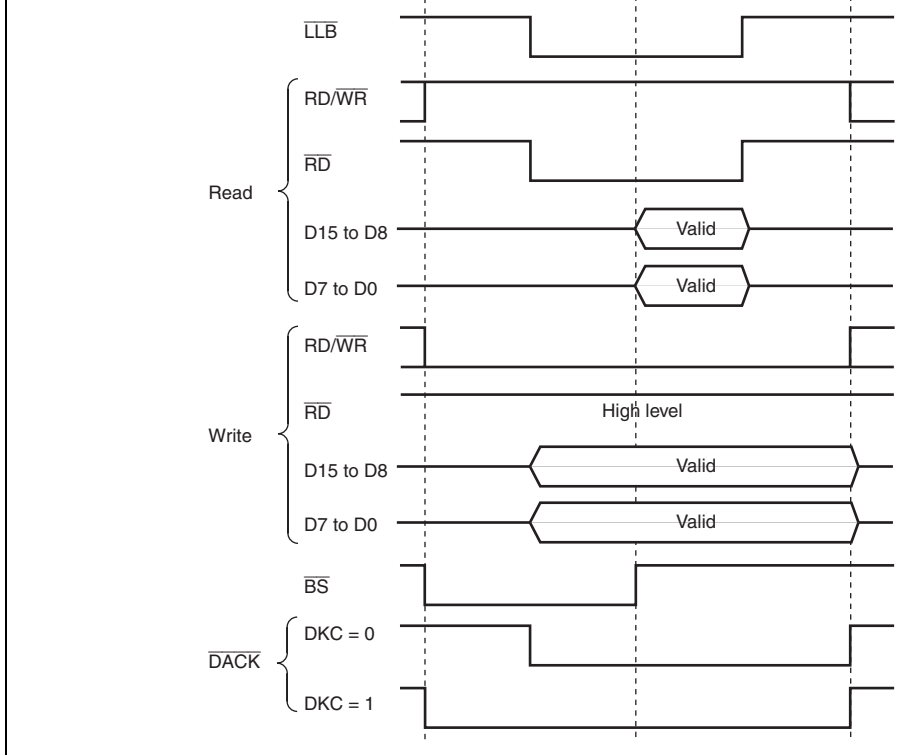 LLB
RD/WR
RD
Read
D15 to D8
Valid
D7 to D0
Valid
RD/WR
RD
High level
Write
D15 to D8
Valid
D7 to D0
Valid
BS
DKC = 0
DACK
DKC = 1